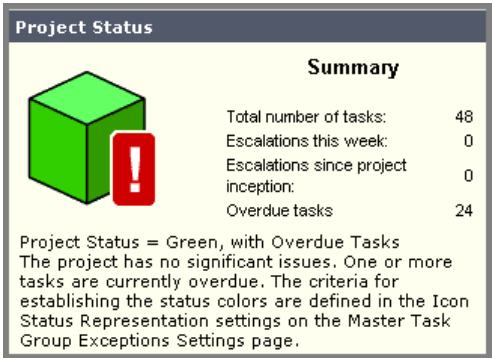 Project Status
Summary
Total number of tasks: 48
Escalations this week: 0
Escalations since project
inception: 0
Overdue tasks 24
!
Project Status = Green, with Overdue Tasks
The project has no significant issues. One or more
tasks are currently overdue. The criteria for
establishing the status colors are defined in the Icon
Status Representation settings on the Master Task
Group Exceptions Settings page.